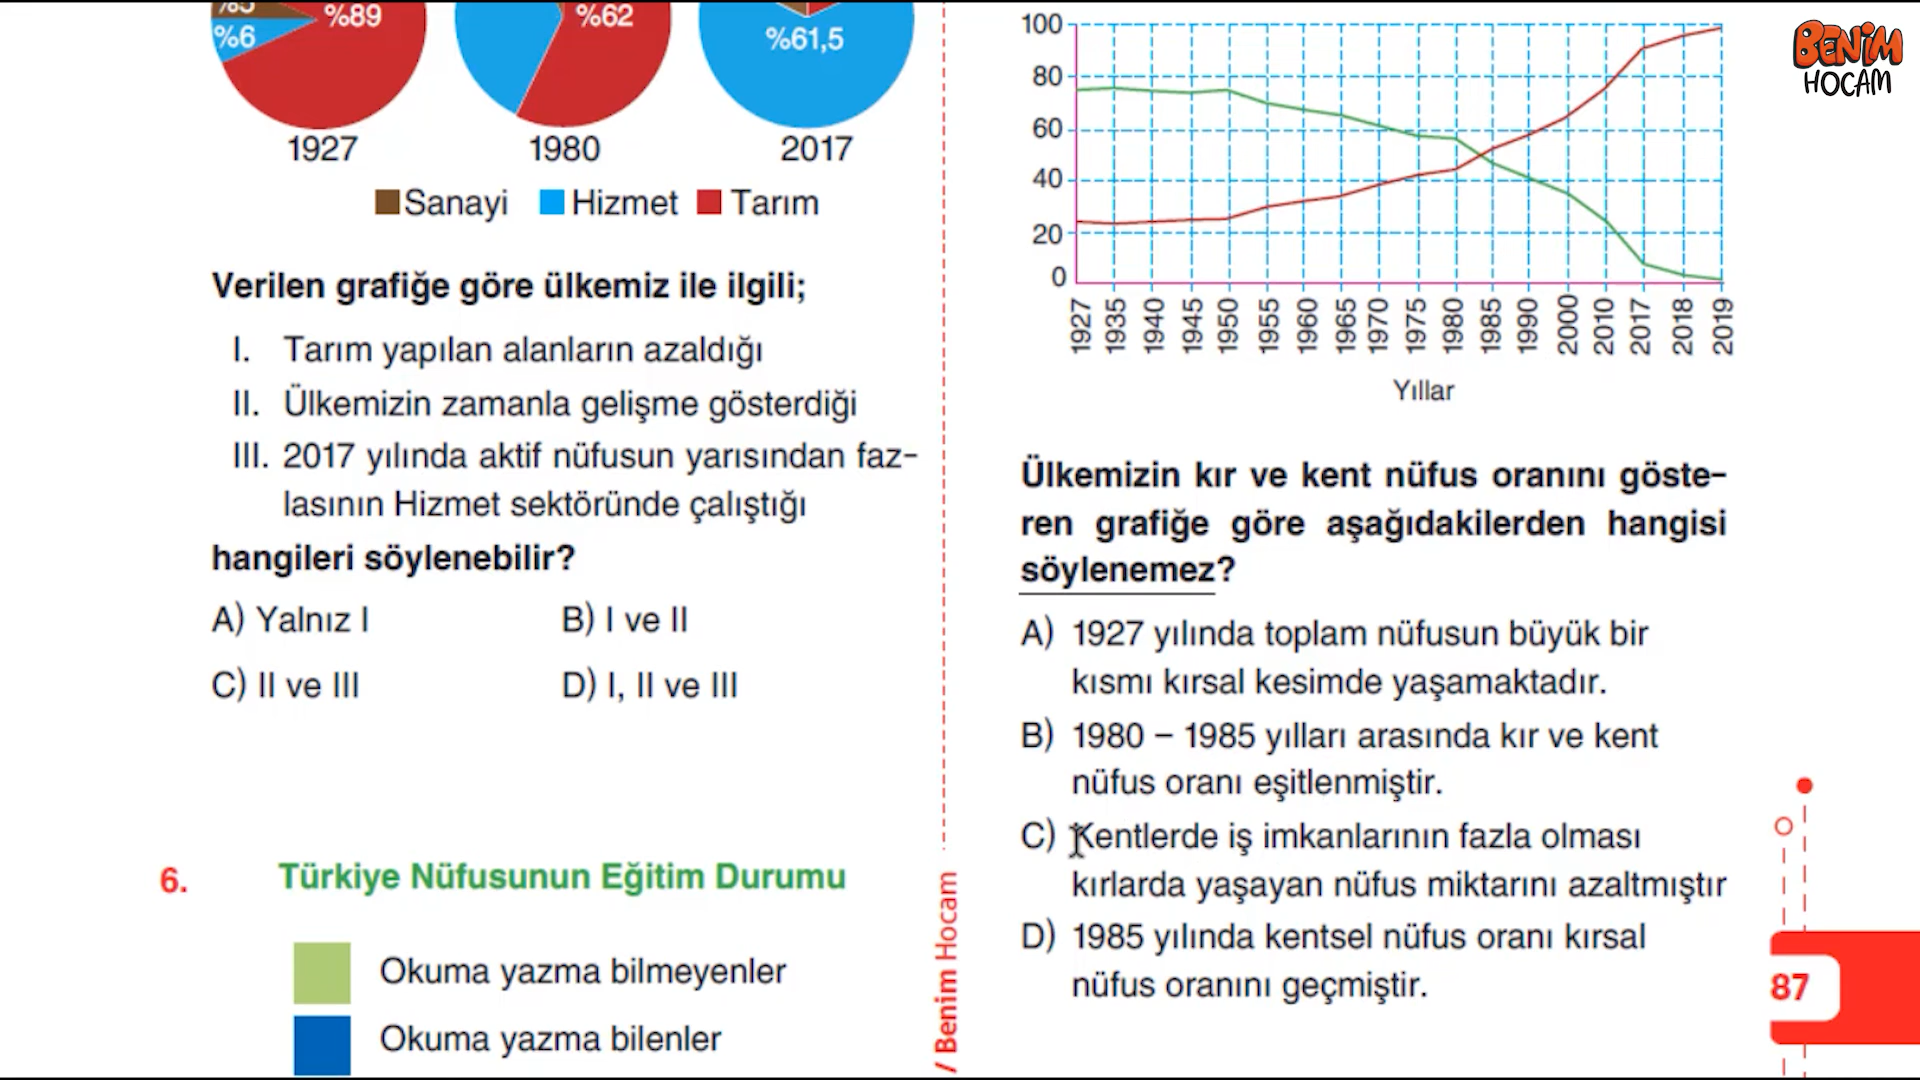 %5
%89
%6
%62
%61,5
1927
1980
2017
Sanayi
Hizmet
Tarım
Verilen grafiğe göre ülkemiz ile ilgili;
I. Tarım yapılan alanların azaldığı
II. Ülkemizin zamanla gelişme gösterdiği
III. 2017 yılında aktif nüfusun yarısından faz-
lasının Hizmet sektöründe çalıştığı
hangileri söylenebilir?
A) Yalnız I
B) I ve II
C) II ve III
D) I, II ve III
6.
Türkiye Nüfusunun Eğitim Durumu
Okuma yazma bilmeyenler
Okuma yazma bilenler
/ Benim Hocam
100
80
60
40
20
0
1927
1935
1940
1945
1950
1955
1960
1965
1970
1975
1980
1985
1990
2000
2010
2017
2018
2019
Yıllar
Ülkemizin kır ve kent nüfus oranını göste-
ren grafiğe göre aşağıdakilerden hangisi
söylenemez?
A) 1927 yılında toplam nüfusun büyük bir
kısmı kırsal kesimde yaşamaktadır.
B) 1980 – 1985 yılları arasında kır ve kent
nüfus oranı eşitlenmiştir.
C) Kentlerde iş imkanlarının fazla olması
kırlarda yaşayan nüfus miktarını azaltmıştır
D) 1985 yılında kentsel nüfus oranı kırsal
nüfus oranını geçmiştir.
87
BENİM
HOCAM